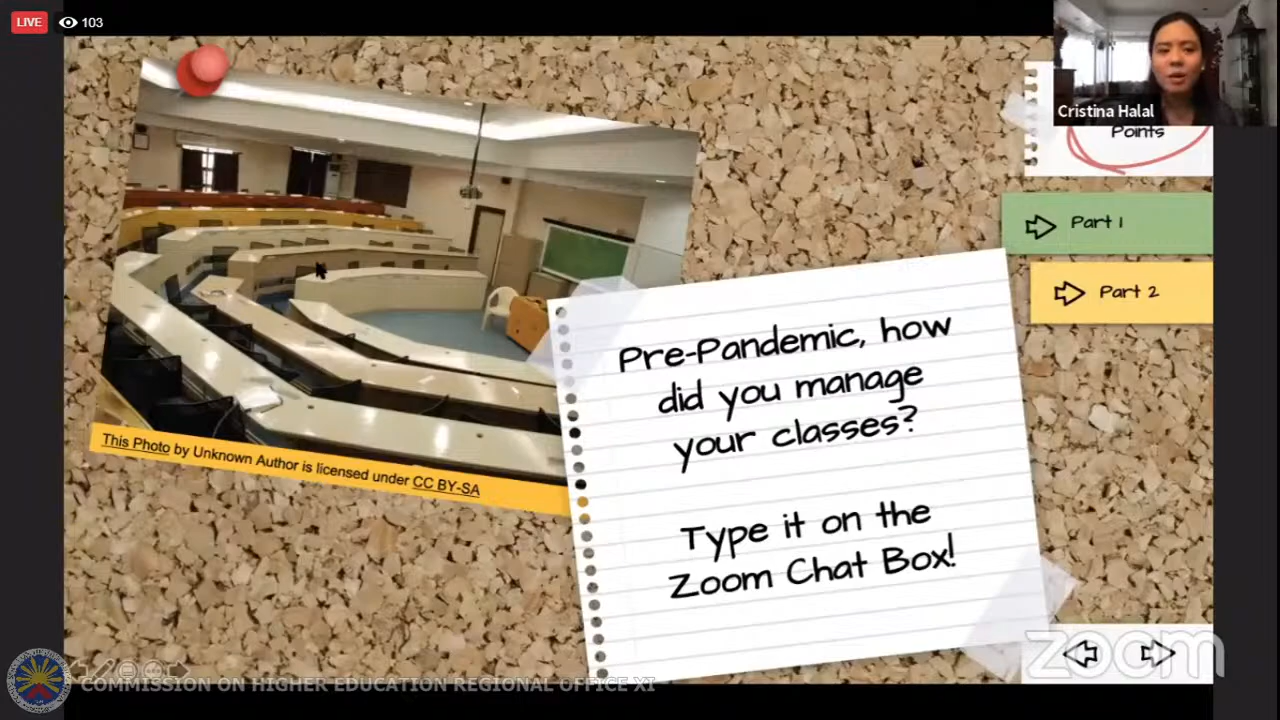 LIVE
103
Cristina Halal
Points
Part 1
Part 2
Pre-Pandemic, how
did you manage
your classes?
Type it on the
Zoom Chat Box!
This Photo by Unknown Author is licensed under CC BY-SA
zoom
COMMISSION ON HIGHER EDUCATION REGIONAL OFFICE XI